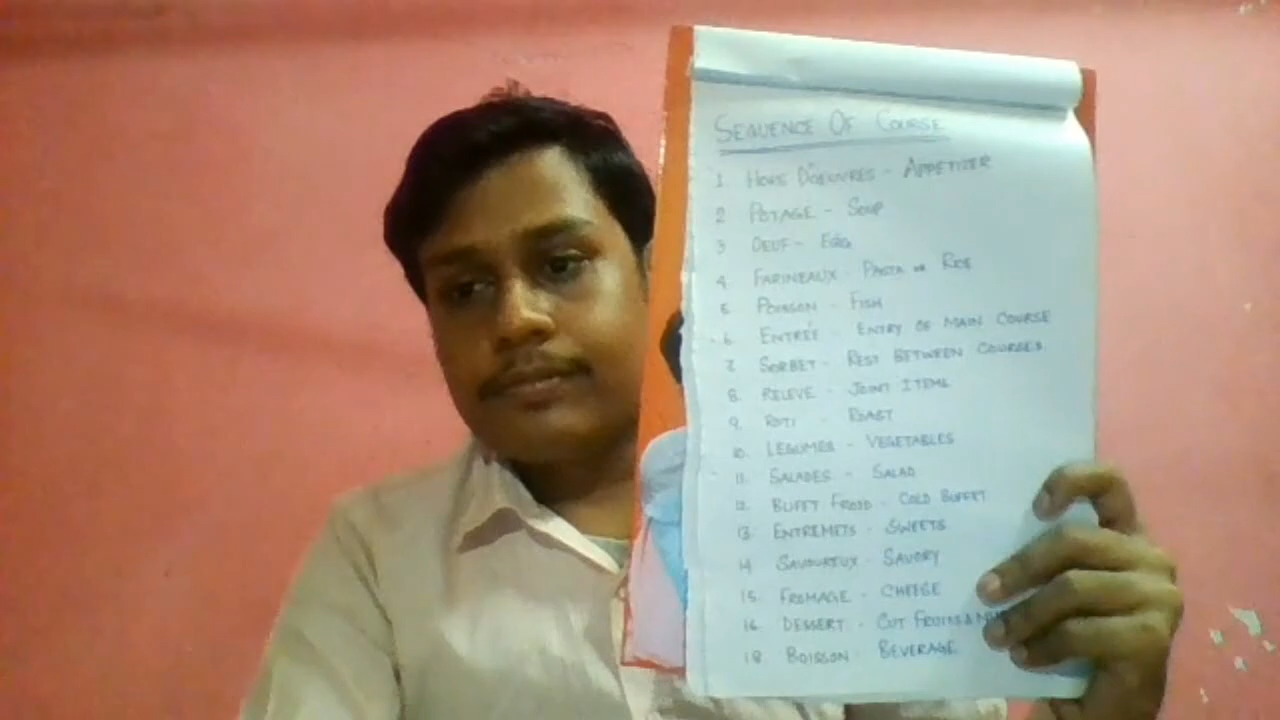 SEQUENCE OF COURSE
1. HORS D'OEUVRES - APPETIZER
2 POTAGE - SOUP
3 OEUF - EGG
4 FARINEAUX - PASTA OR RICE
5 POISSON - FISH
6. ENTRÉE - ENTRY OF MAIN COURSE
7 SORBET - REST BETWEEN COURSES
8. RELEVE - JOINT ITEMS
9. ROTI - ROAST
10. LEGUMES - VEGETABLES
11. SALADES - SALAD
12. BUFFT FROID - COLD BUFFET
13. ENTREMETS - SWEETS
14 SAVOUREUX - SAVORY
15. FROMAGE - CHEESE
16 DESSERT - CUT FRUITS &
18 BOISSON - BEVERAGE